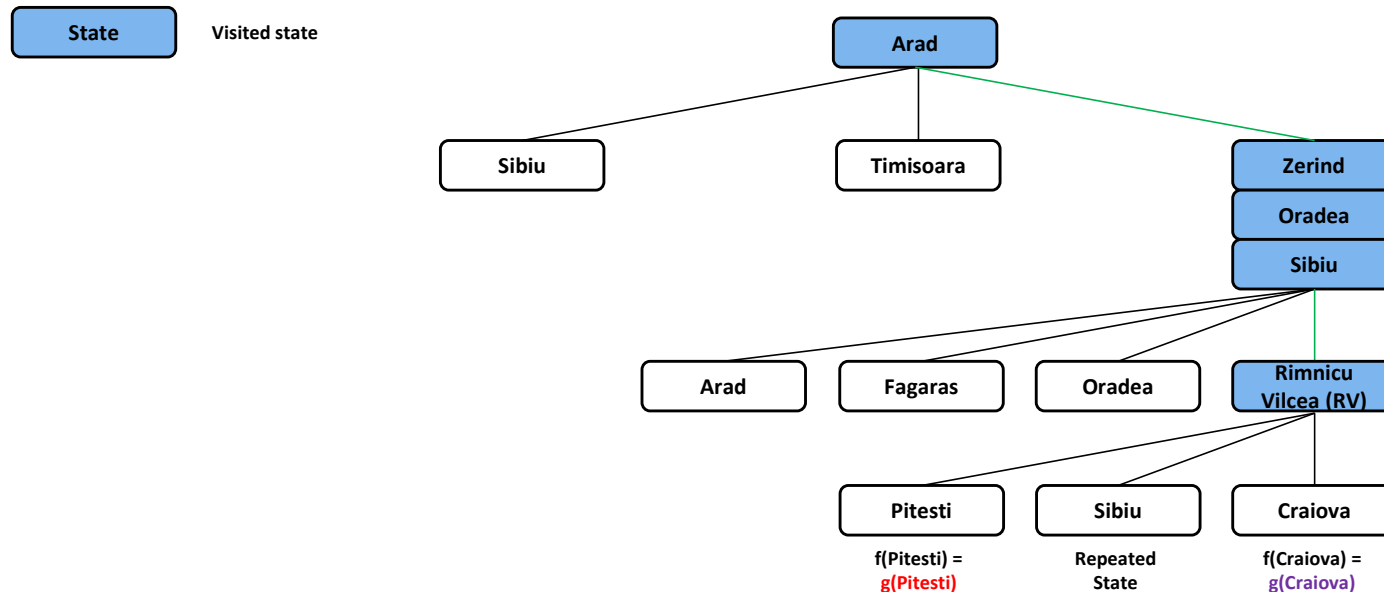 State
Visited state
Arad
Sibiu
Timisoara
Zerind
Oradea
Sibiu
Arad
Fagaras
Oradea
Rimnicu
Vilcea (RV)
Pitesti
Sibiu
Craiova
f(Pitesti) =
g(Pitesti)
Repeated
State
f(Craiova) =
g(Craiova)